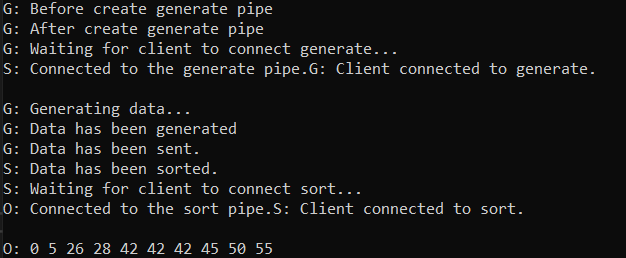 G: Before create generate pipe
G: After create generate pipe
G: Waiting for client to connect generate...
S: Connected to the generate pipe.G: Client connected to generate.
G: Generating data...
G: Data has been generated
G: Data has been sent.
S: Data has been sorted.
S: Waiting for client to connect sort...
O: Connected to the sort pipe.S: Client connected to sort.
O: 0 5 26 28 42 42 42 45 50 55